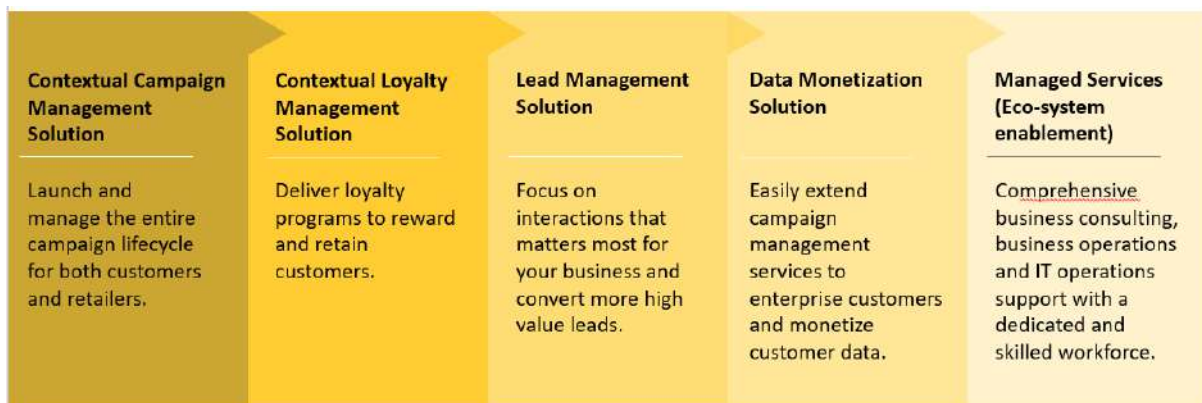 Contextual Campaign
Management
Solution
Launch and
manage the entire
campaign lifecycle
for both customers
and retailers.
Contextual Loyalty
Management
Solution
Deliver loyalty
programs to reward
and retain
customers.
Lead Management
Solution
Focus on
interactions that
matters most for
your business and
convert more high
value leads.
Data Monetization
Solution
Easily extend
campaign
management
services to
enterprise customers
and monetize
customer data.
Managed Services
(Eco-system
enablement)
Comprehensive
business consulting,
business operations
and IT operations
support with a
dedicated and
skilled workforce.